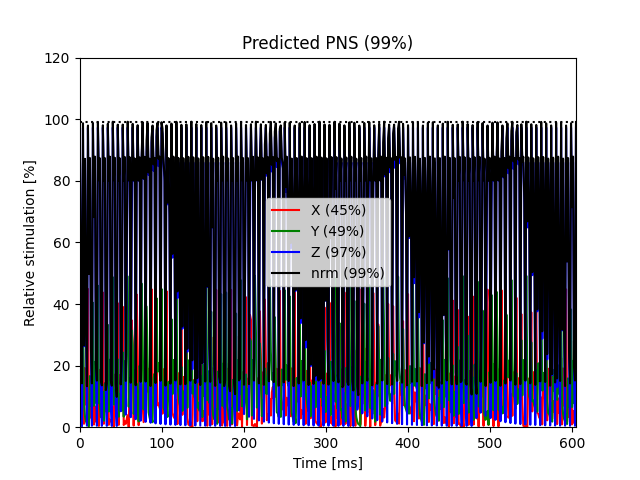 Predicted PNS (99%)
120
100
80
60
40
20
0
Relative stimulation [%]
X (45%)
Y (49%)
Z (97%)
nrm (99%)
0 100 200 300 400 500 600
Time [ms]